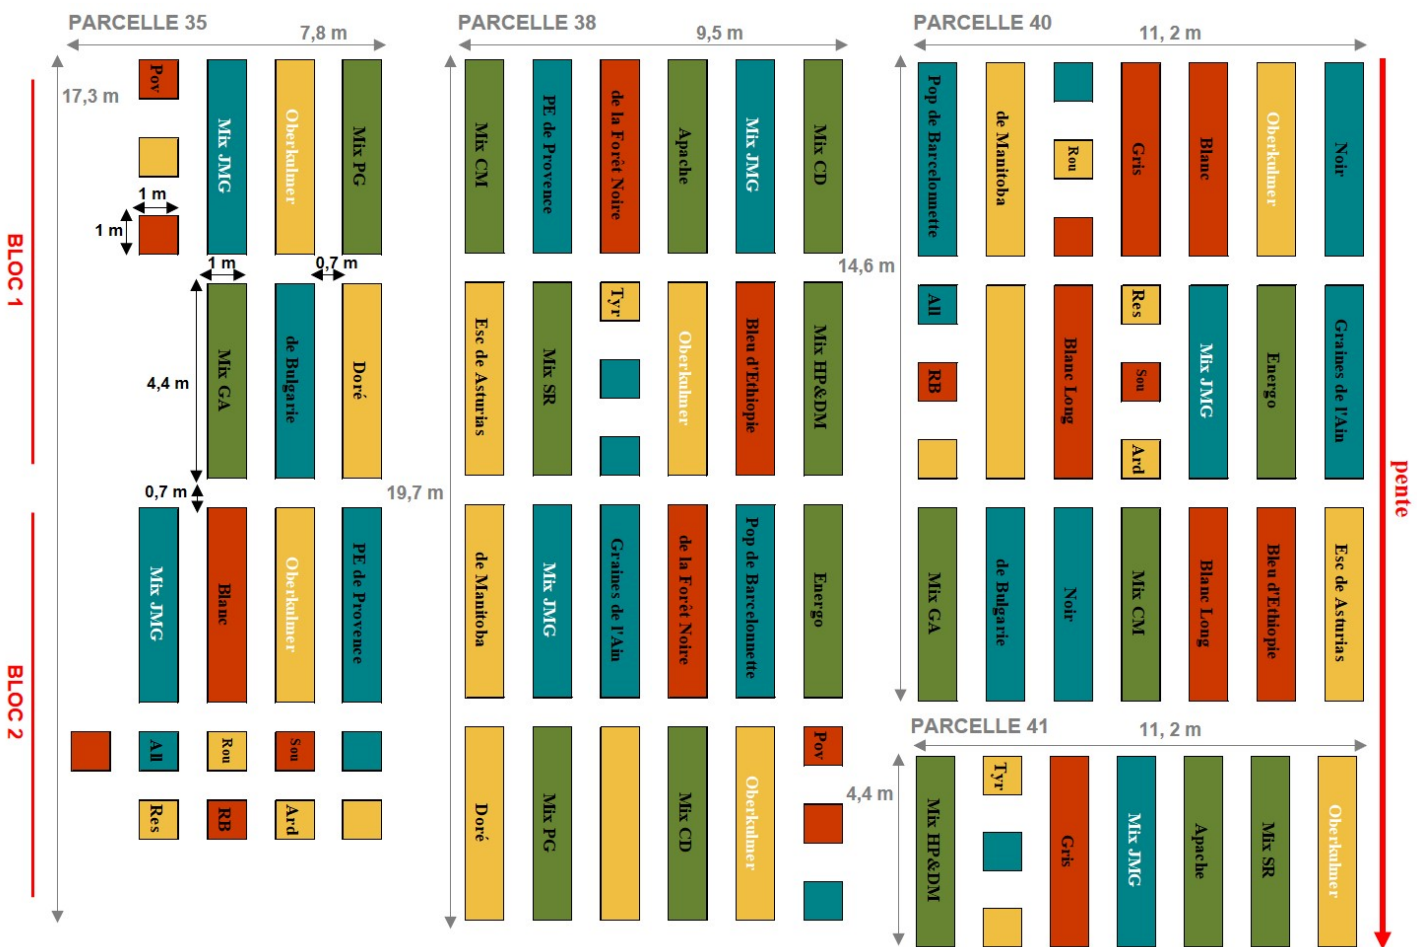 PARCELLE 35
7,8 m
17,3 m
BLOC 1
BLOC 2
Pov
Mix JMG
Oberkulmer
Mix PG
1 m
1 m
1 m
0,7 m
4,4 m
Mix GA
de Bulgarie
Doré
0,7 m
Mix JMG
Blanc
Oberkulmer
PE de Provence
All
Rou
Sou
Res
RB
Ard
PARCELLE 38
9,5 m
19,7 m
Mix CM
PE de Provence
de la Forêt Noire
Apache
Mix JMG
Mix CD
Esc de Asturias
Mix SR
Tyr
Oberkulmer
Bleu d'Ethiopie
Mix HP&DM
de Manitoba
Mix JMG
Graines de l'Ain
de la Forêt Noire
Pop de Barcelonnette
Energo
Doré
Mix PG
Mix CD
Oberkulmer
Pov
PARCELLE 40
11, 2 m
14,6 m
Pop de Barcelonnette
de Manitoba
Rou
Gris
Blanc
Oberkulmer
Noir
All
RB
Blanc Long
Res
Sou
Ard
Mix JMG
Energo
Graines de l'Ain
Mix GA
de Bulgarie
Noir
Mix CM
Blanc Long
Bleu d'Ethiopie
Esc de Asturias
PARCELLE 41
11, 2 m
4,4 m
Mix HP&DM
Tyr
Gris
Mix JMG
Apache
Mix SR
Oberkulmer
pente